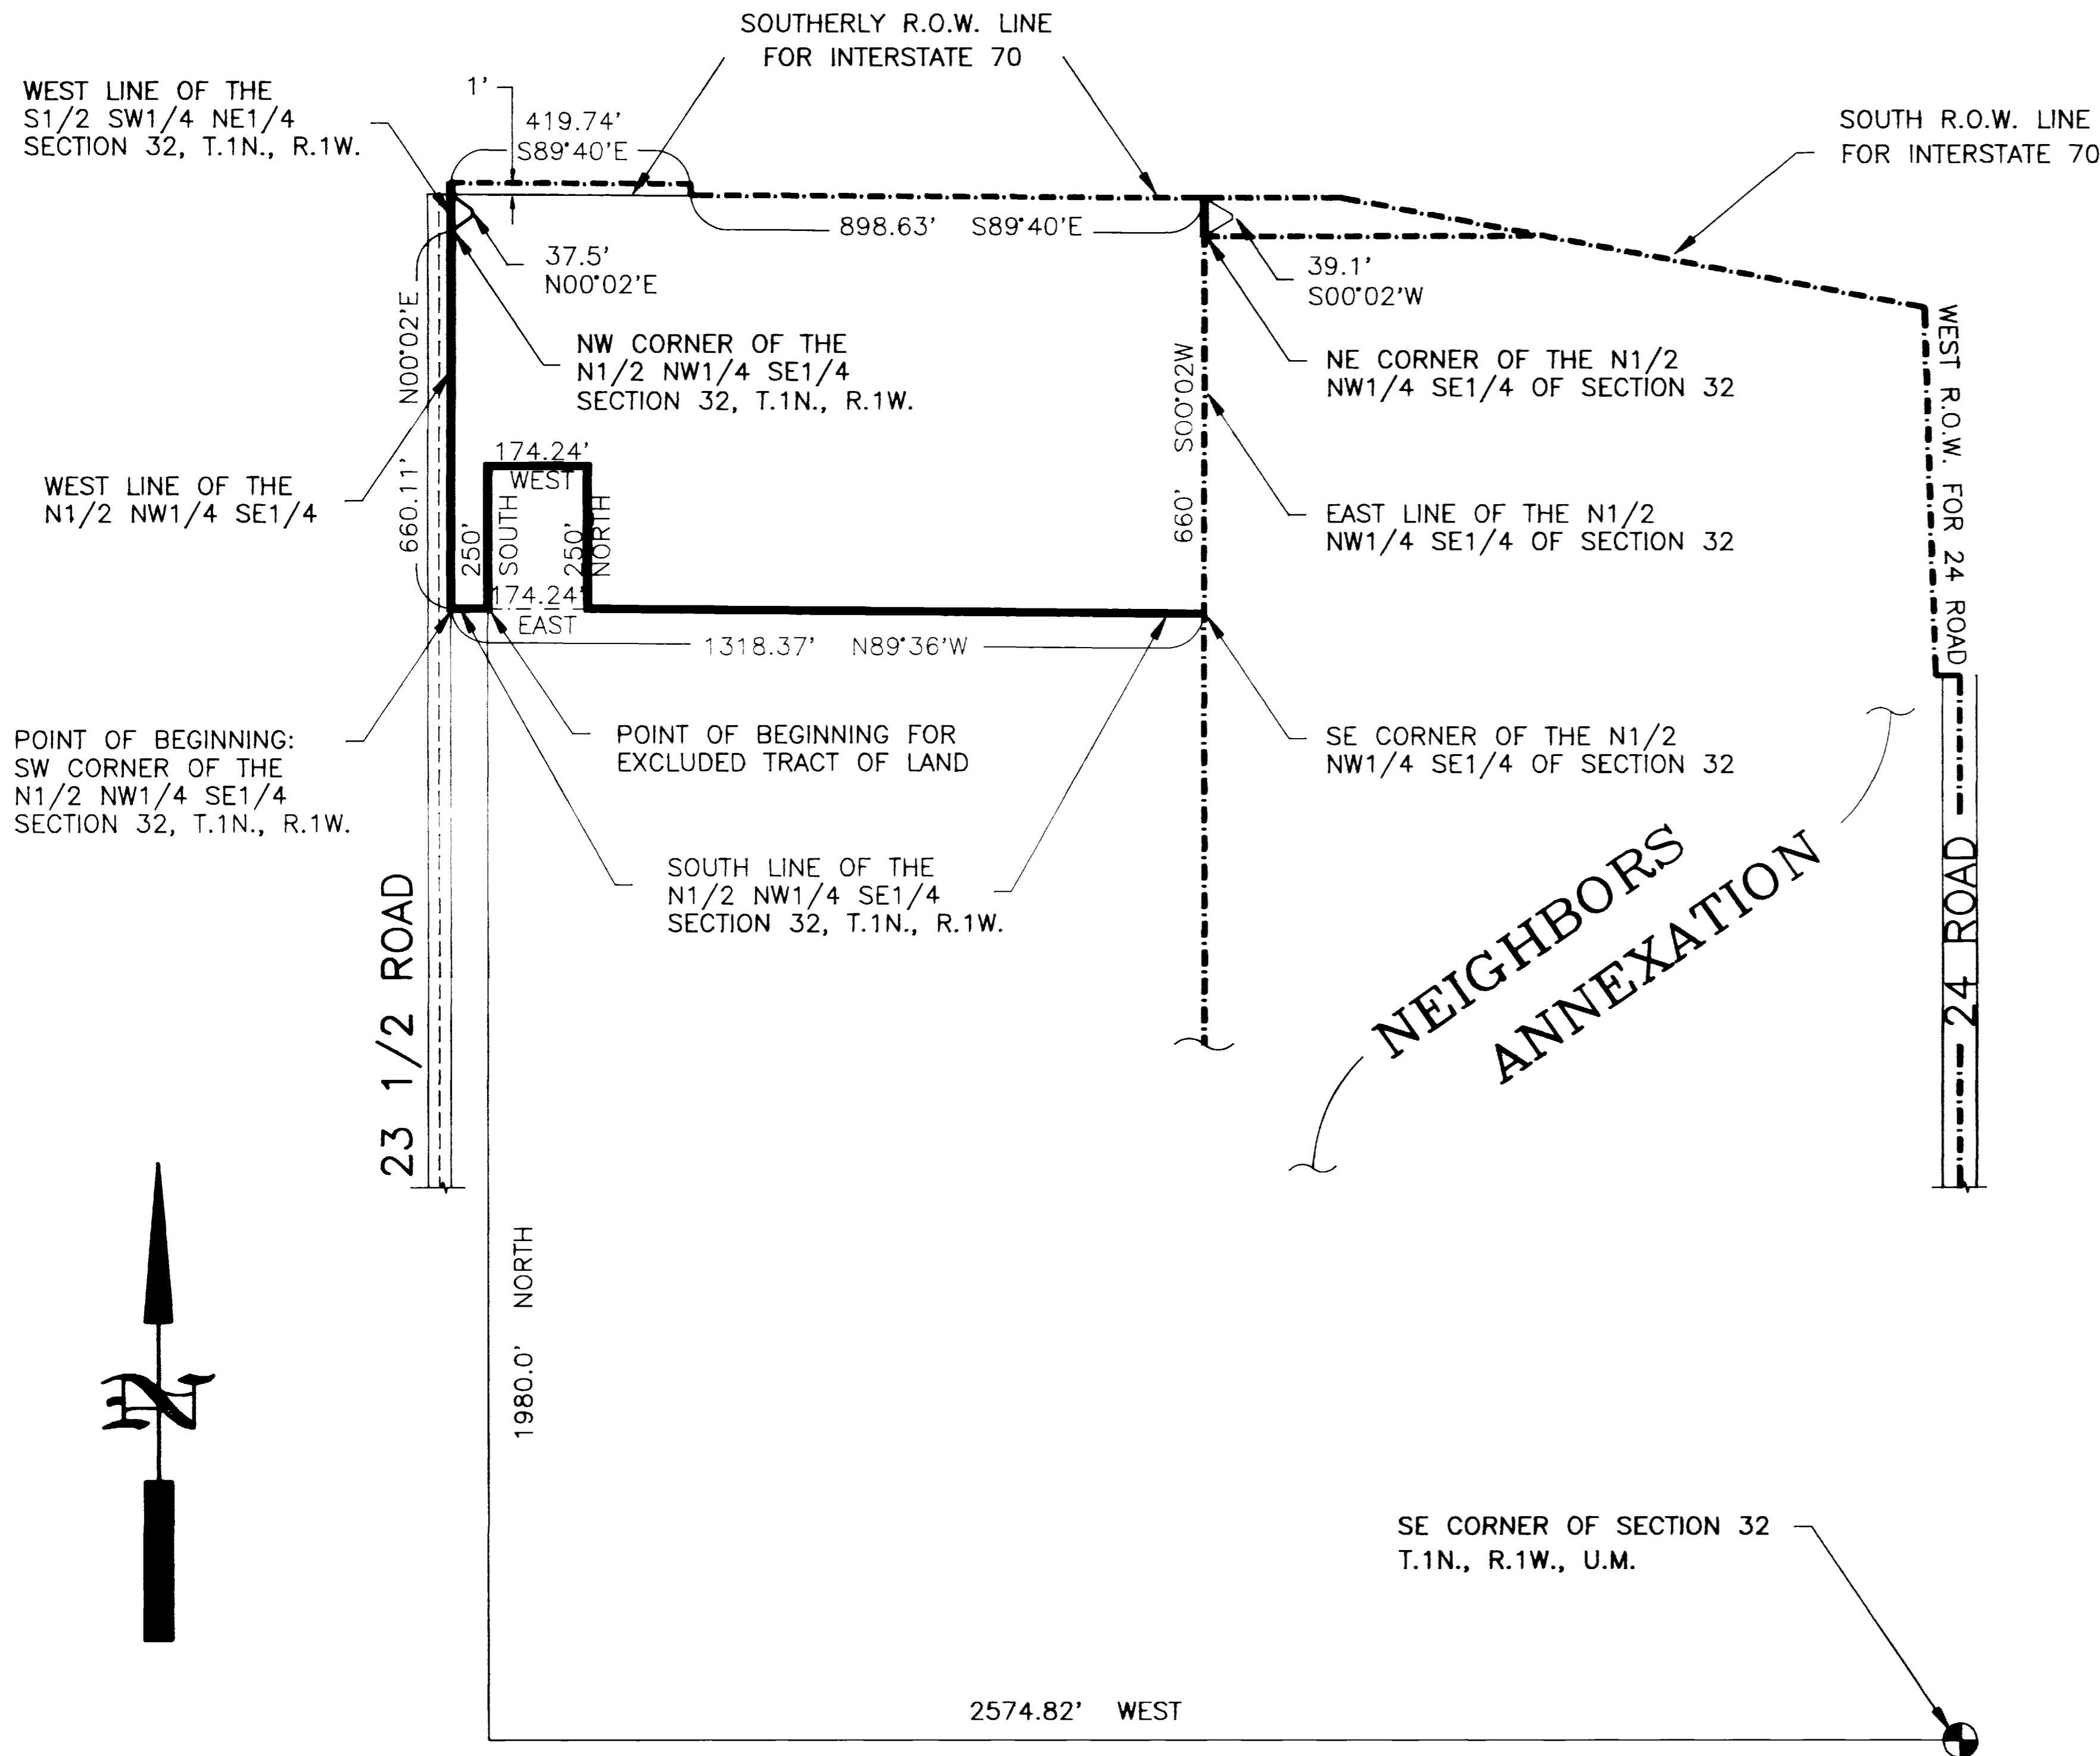 SOUTHERLY R.O.W. LINE
FOR INTERSTATE 70
WEST LINE OF THE
S1/2 SW1/4 NE1/4
SECTION 32, T.1N., R.1W.
1'
419.74'
S89°40'E
SOUTH R.O.W. LINE
FOR INTERSTATE 70
898.63' S89°40'E
37.5'
N00°02'E
39.1'
S00°02'W
N00°02'E
660.11'
NW CORNER OF THE
N1/2 NW1/4 SE1/4
SECTION 32, T.1N., R.1W.
S00°02W
660'
NE CORNER OF THE N1/2
NW1/4 SE1/4 OF SECTION 32
WEST R.O.W. FOR 24 ROAD
WEST LINE OF THE
N1/2 NW1/4 SE1/4
174.24'
WEST
250'
SOUTH
250'
NORTH
174.24'
EAST
EAST LINE OF THE N1/2
NW1/4 SE1/4 OF SECTION 32
1318.37' N89°36'W
POINT OF BEGINNING:
SW CORNER OF THE
N1/2 NW1/4 SE1/4
SECTION 32, T.1N., R.1W.
POINT OF BEGINNING FOR
EXCLUDED TRACT OF LAND
SE CORNER OF THE N1/2
NW1/4 SE1/4 OF SECTION 32
SOUTH LINE OF THE
N1/2 NW1/4 SE1/4
SECTION 32, T.1N., R.1W.
23 1/2 ROAD
NEIGHBORS
ANNEXATION
24 ROAD
1980.0' NORTH
N
SE CORNER OF SECTION 32
T.1N., R.1W., U.M.
2574.82' WEST